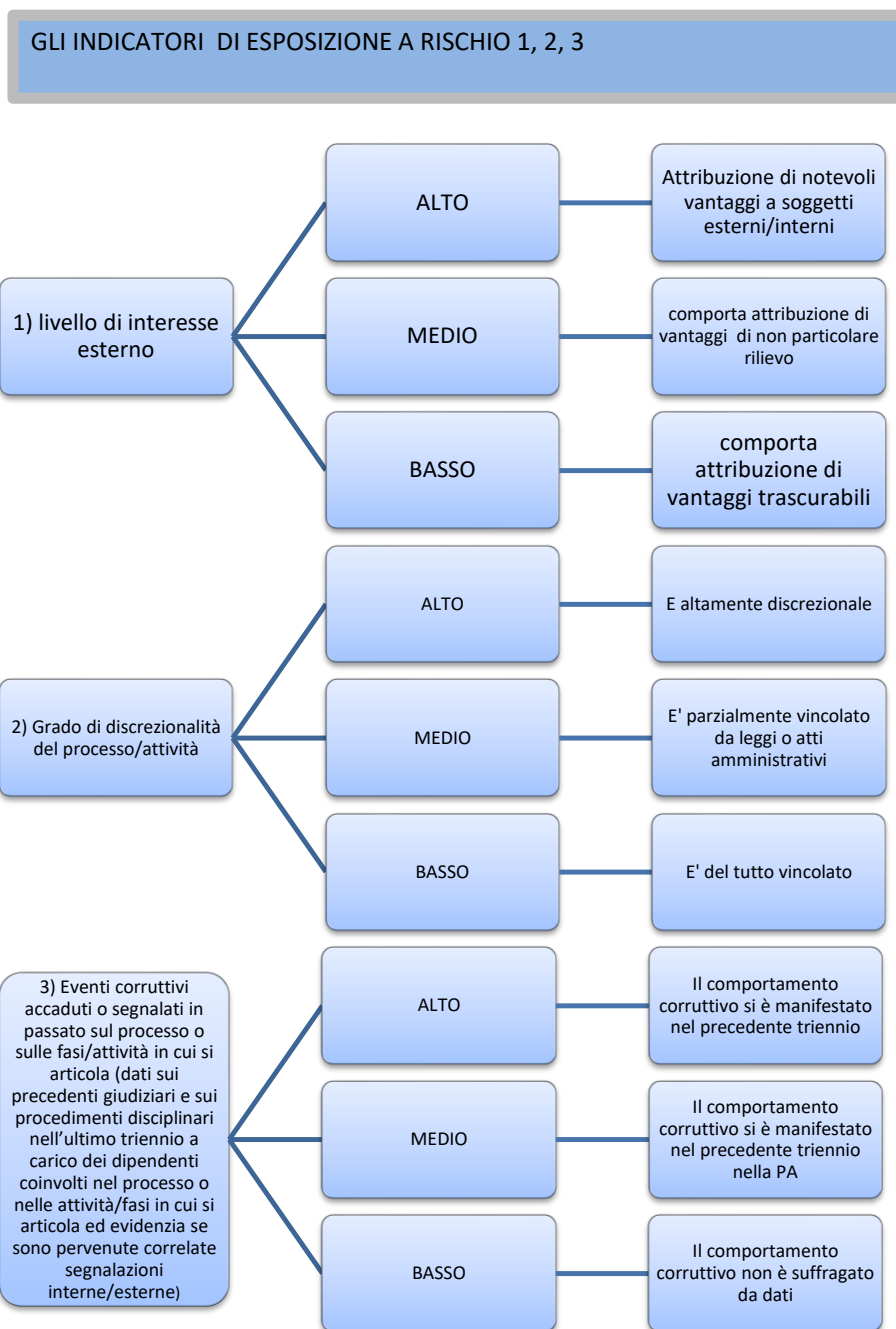 GLI INDICATORI DI ESPOSIZIONE A RISCHIO 1, 2, 3
1) livello di interesse
esterno
ALTO
Attribuzione di notevoli
vantaggi a soggetti
esterni/interni
MEDIO
comporta attribuzione di
vantaggi di non particolare
rilievo
BASSO
comporta
attribuzione di
vantaggi trascurabili
2) Grado di discrezionalità
del processo/attività
ALTO
E altamente discrezionale
MEDIO
E' parzialmente vincolato
da leggi o atti
amministrativi
BASSO
E' del tutto vincolato
3) Eventi corruttivi
accaduti o segnalati in
passato sul processo o
sulle fasi/attività in cui si
articola (dati sui
precedenti giudiziari e sui
procedimenti disciplinari
nell’ultimo triennio a
carico dei dipendenti
coinvolti nel processo o
nelle attività/fasi in cui si
articola ed evidenzia se
sono pervenute correlate
segnalazioni
interne/esterne)
ALTO
Il comportamento
corruttivo si è manifestato
nel precedente triennio
MEDIO
Il comportamento
corruttivo si è manifestato
nel precedente triennio
nella PA
BASSO
Il comportamento
corruttivo non è suffragato
da dati